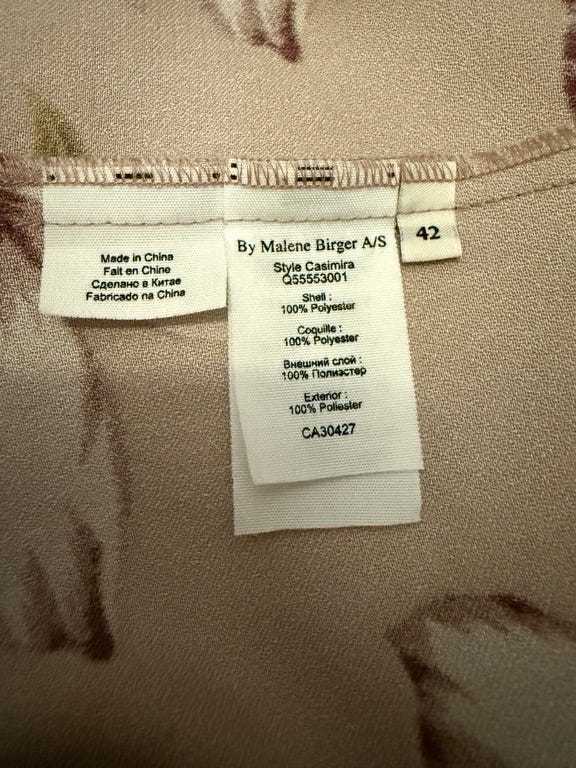 Made in China
Fait en Chine
Сделано в Китае
Fabricado na China
By Malene Birger A/S
Style Casimira
Q55553001
Shell :
100% Polyester
Coquille :
100% Polyester
Внешний слой :
100% Полиэстер
Exterior :
100% Poliester
CA30427
42